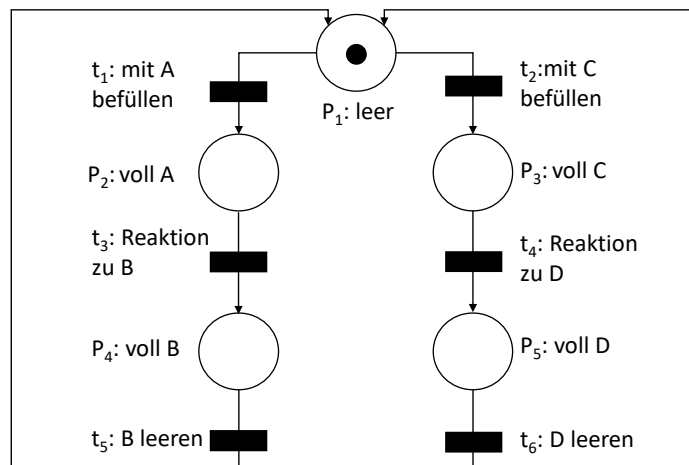 t₁: mit A
befüllen
t₂:mit C
befüllen
P₁: leer
P₂: voll A
P₃: voll C
t₃: Reaktion
zu B
t₄: Reaktion
zu D
P₄: voll B
P₅: voll D
t₅: B leeren
t₆: D leeren